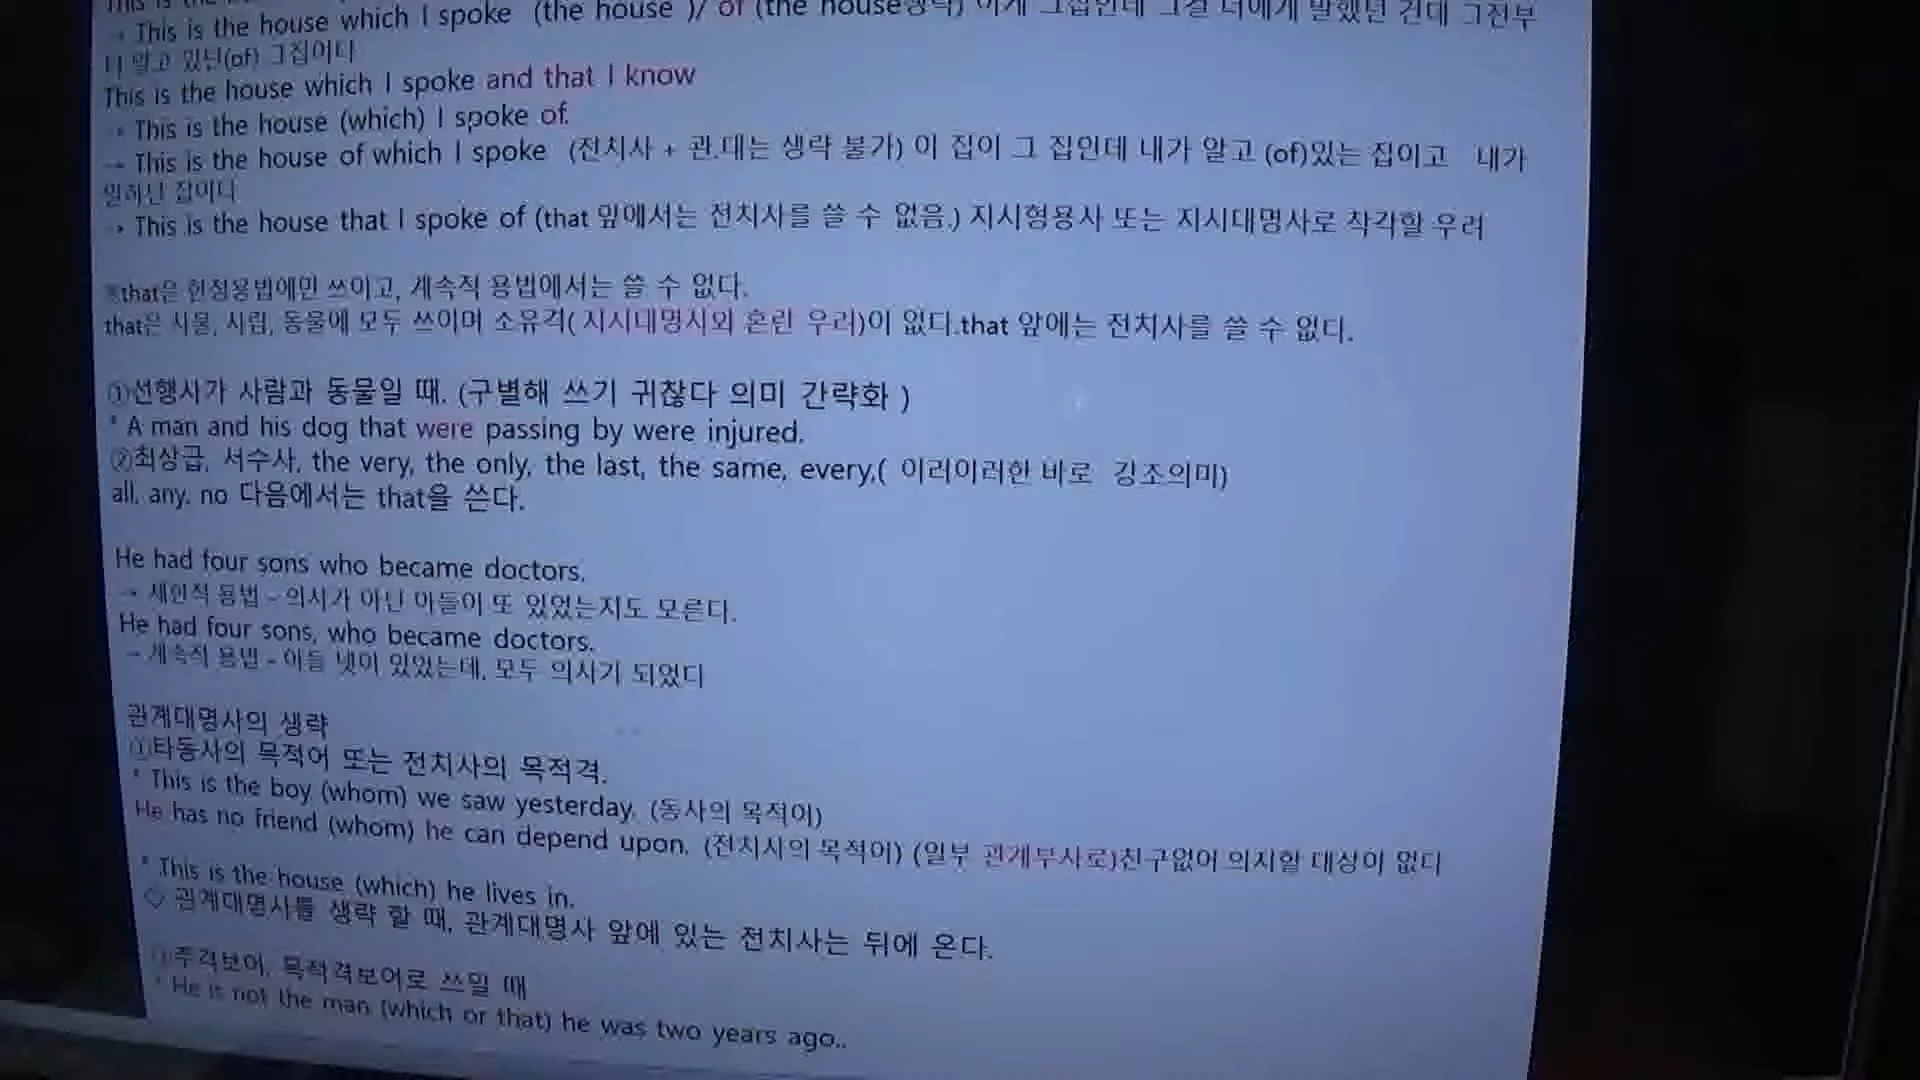 This is the
→ This is the house which I spoke (the house )/ of (the house생략) 이게 그집인데 그걸 너에게 말했던 건데 그전부
터 알고 있던(of) 그집이다
This is the house which I spoke and that I know
→ This is the house (which) I spoke of.
→ This is the house of which I spoke (전치사 + 관.대는 생략 불가) 이 집이 그 집인데 내가 알고 (of)있는 집이고 내가
말하던 집이다
→ This is the house that I spoke of (that 앞에서는 전치사를 쓸 수 없음.) 지시형용사 또는 지시대명사로 착각할 우려
※that은 한정용법에만 쓰이고, 계속적 용법에서는 쓸 수 없다.
that은 사물, 사람, 동물에 모두 쓰이며 소유격( 지시대명사와 혼란 우려)이 없다.that 앞에는 전치사를 쓸 수 없다.
①선행사가 사람과 동물일 때. (구별해 쓰기 귀찮다 의미 간략화 )
* A man and his dog that were passing by were injured.
②최상급, 서수사, the very, the only, the last, the same, every,( 이러이러한 바로 강조의미)
all, any, no 다음에서는 that을 쓴다.
He had four sons who became doctors.
→ 제한적 용법 - 의사가 아닌 아들이 또 있었는지도 모른다.
He had four sons, who became doctors.
→ 계속적 용법 - 아들 넷이 있었는데, 모두 의사가 되었다
관계대명사의 생략
①타동사의 목적어 또는 전치사의 목적격.
* This is the boy (whom) we saw yesterday. (동사의 목적어)
He has no friend (whom) he can depend upon. (전치사의 목적어) (일부 관계부사로)친구없어 의지할 대상이 없다
* This is the house (which) he lives in.
◇ 관계대명사를 생략 할 때, 관계대명사 앞에 있는 전치사는 뒤에 온다.
주격보어, 목적격보어로 쓰일 때
* He is not the man (which or that) he was two years ago..